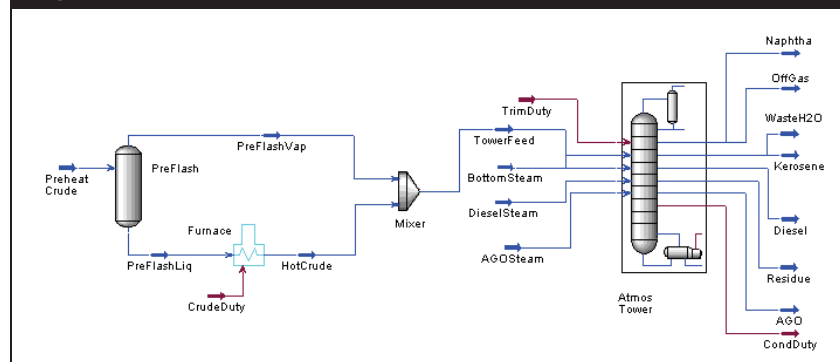 Naphtha
OffGas
TrimDuty
WasteH2O
PreFlashVap
TowerFeed
Preheat
Crude
PreFlash
BottomSteam
Kerosene
Mixer
DieselSteam
Furnace
Diesel
PreFlashLiq
HotCrude
AGOSteam
Residue
CrudeDuty
Atmos
Tower
AGO
CondDuty